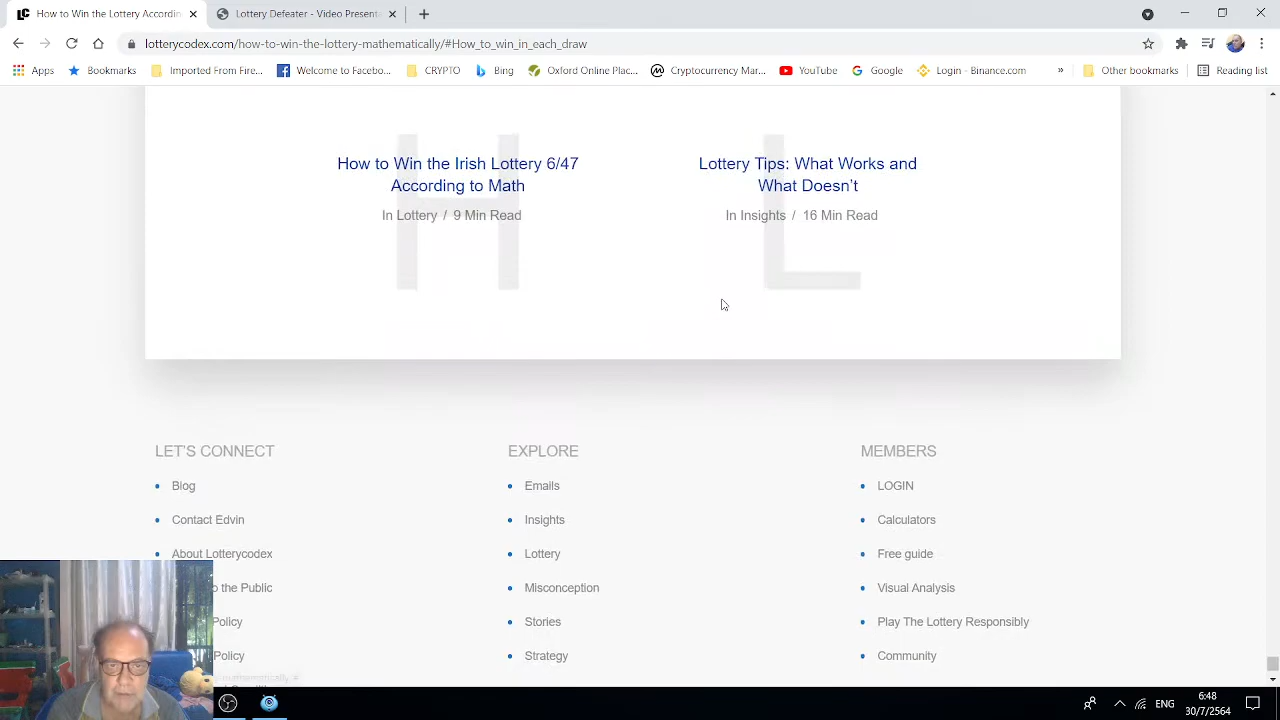 How to Win the Lottery Accordin
Lottery Defeater - Video Present
lotterycodex.com/how-to-win-the-lottery-mathematically/#How_to_win_in_each_draw
Apps
Bookmarks
Imported From Fire...
Welcome to Facebo...
CRYPTO
Bing
Oxford Online Plac...
Cryptocurrency Mar...
YouTube
Google
Login - Binance.com
»
Other bookmarks
Reading list
H
How to Win the Irish Lottery 6/47
According to Math
In Lottery / 9 Min Read
L
Lottery Tips: What Works and
What Doesn't
In Insights / 16 Min Read
LET'S CONNECT
Blog
Contact Edvin
About Lotterycodex
o the Public
Policy
Policy
EXPLORE
Emails
Insights
Lottery
Misconception
Stories
Strategy
MEMBERS
LOGIN
Calculators
Free guide
Visual Analysis
Play The Lottery Responsibly
Community
ENG
6:48
30/7/2564